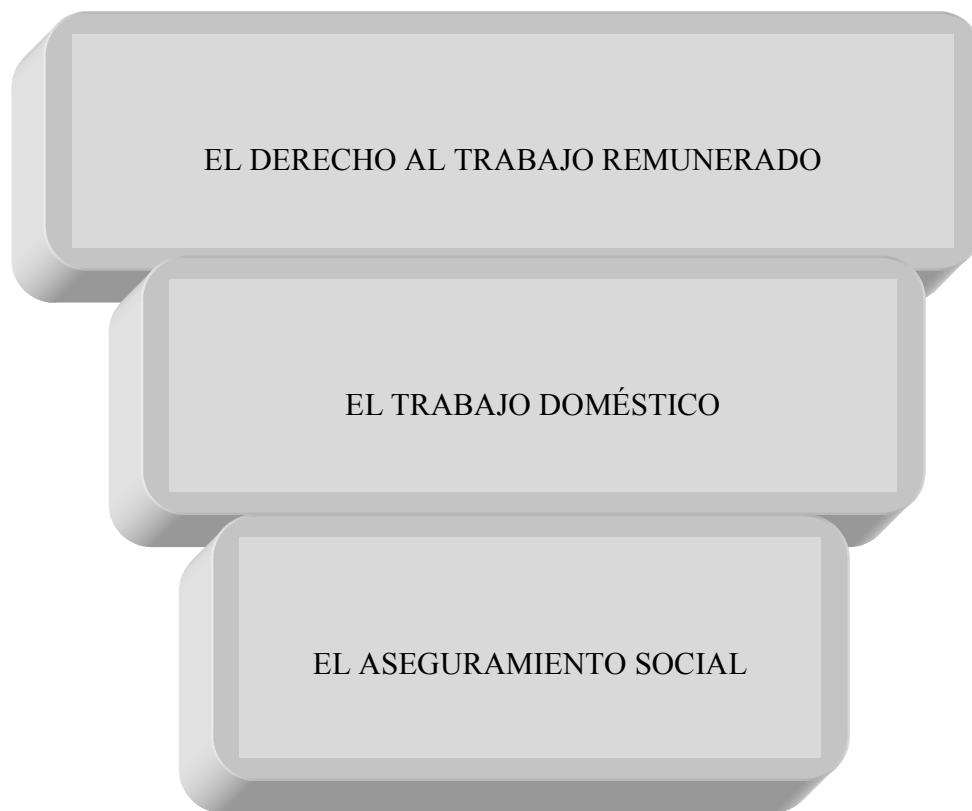 EL DERECHO AL TRABAJO REMUNERADO
EL TRABAJO DOMÉSTICO
EL ASEGURAMIENTO SOCIAL